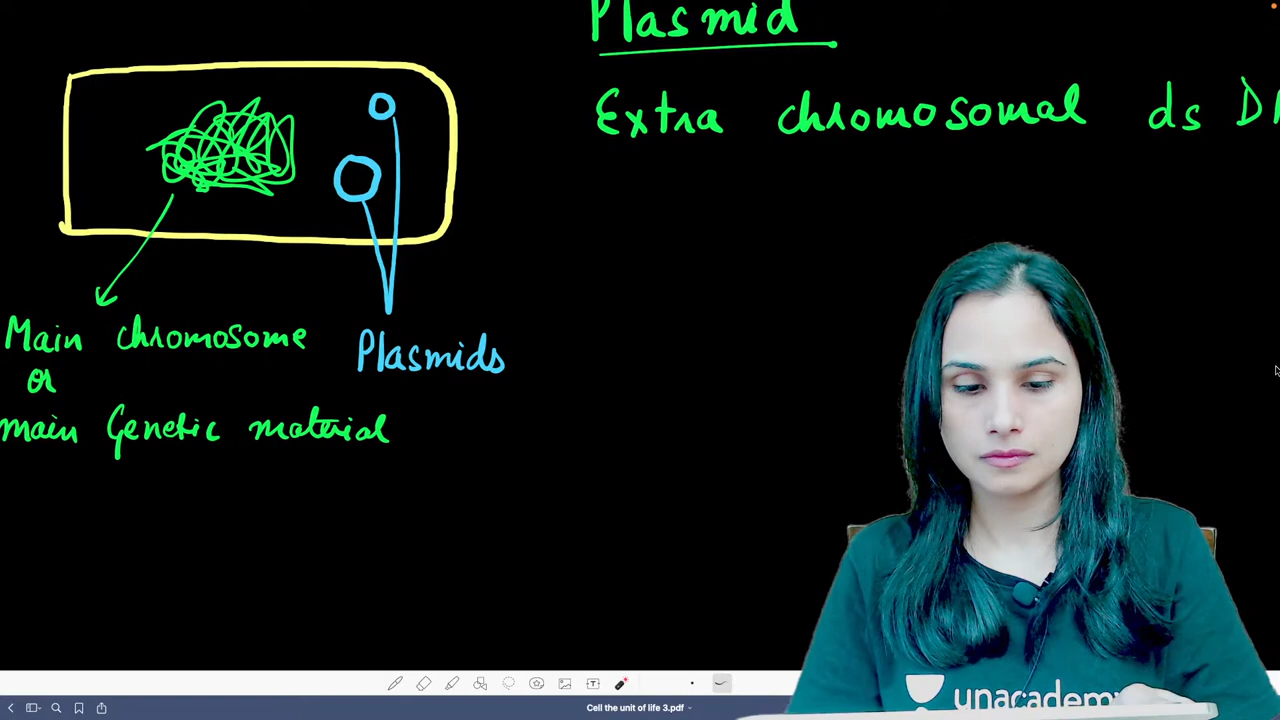 Plasmid
Extra chromosomal ds
Main chromosome
or
main Genetic material
Plasmids
unacademy
Cell the unit of life 3.pdf